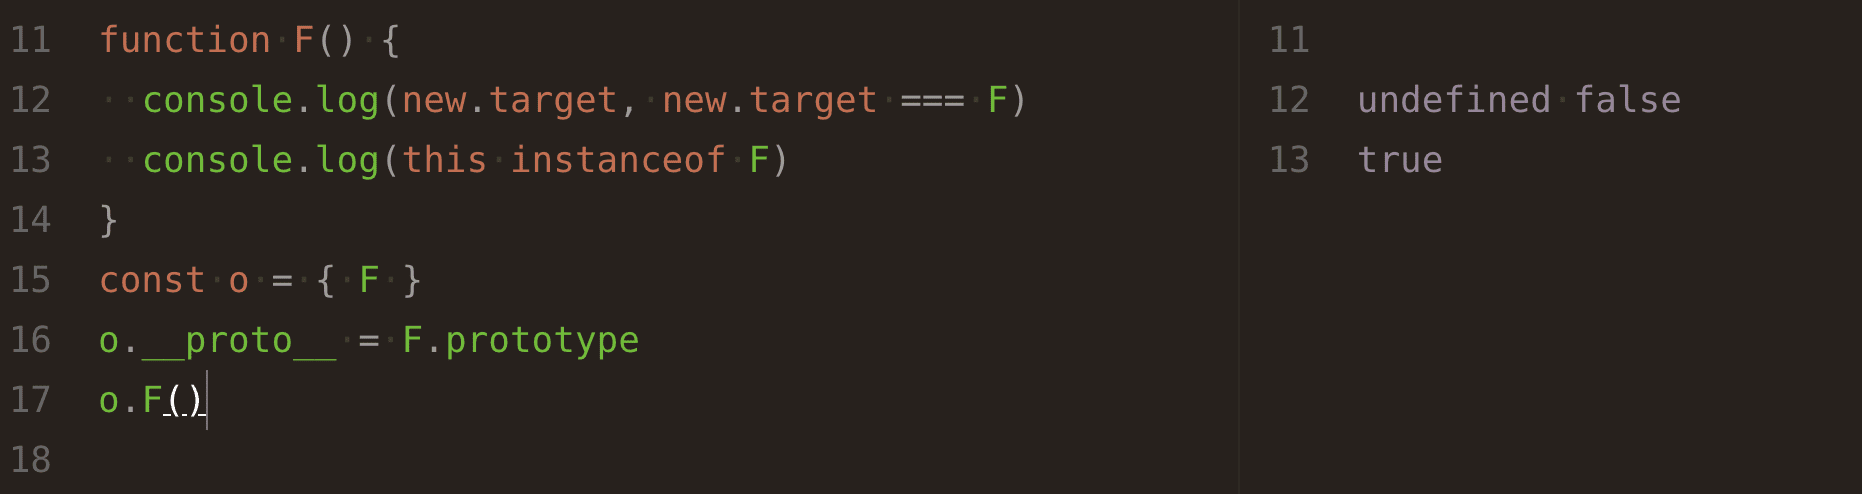 11 function F() { 11
12 console.log(new.target, new.target === F) 12 undefined false
13 console.log(this instanceof F) 13 true
14 }
15 const o = { F }
16 o.__proto__ = F.prototype
17 o.F()
18